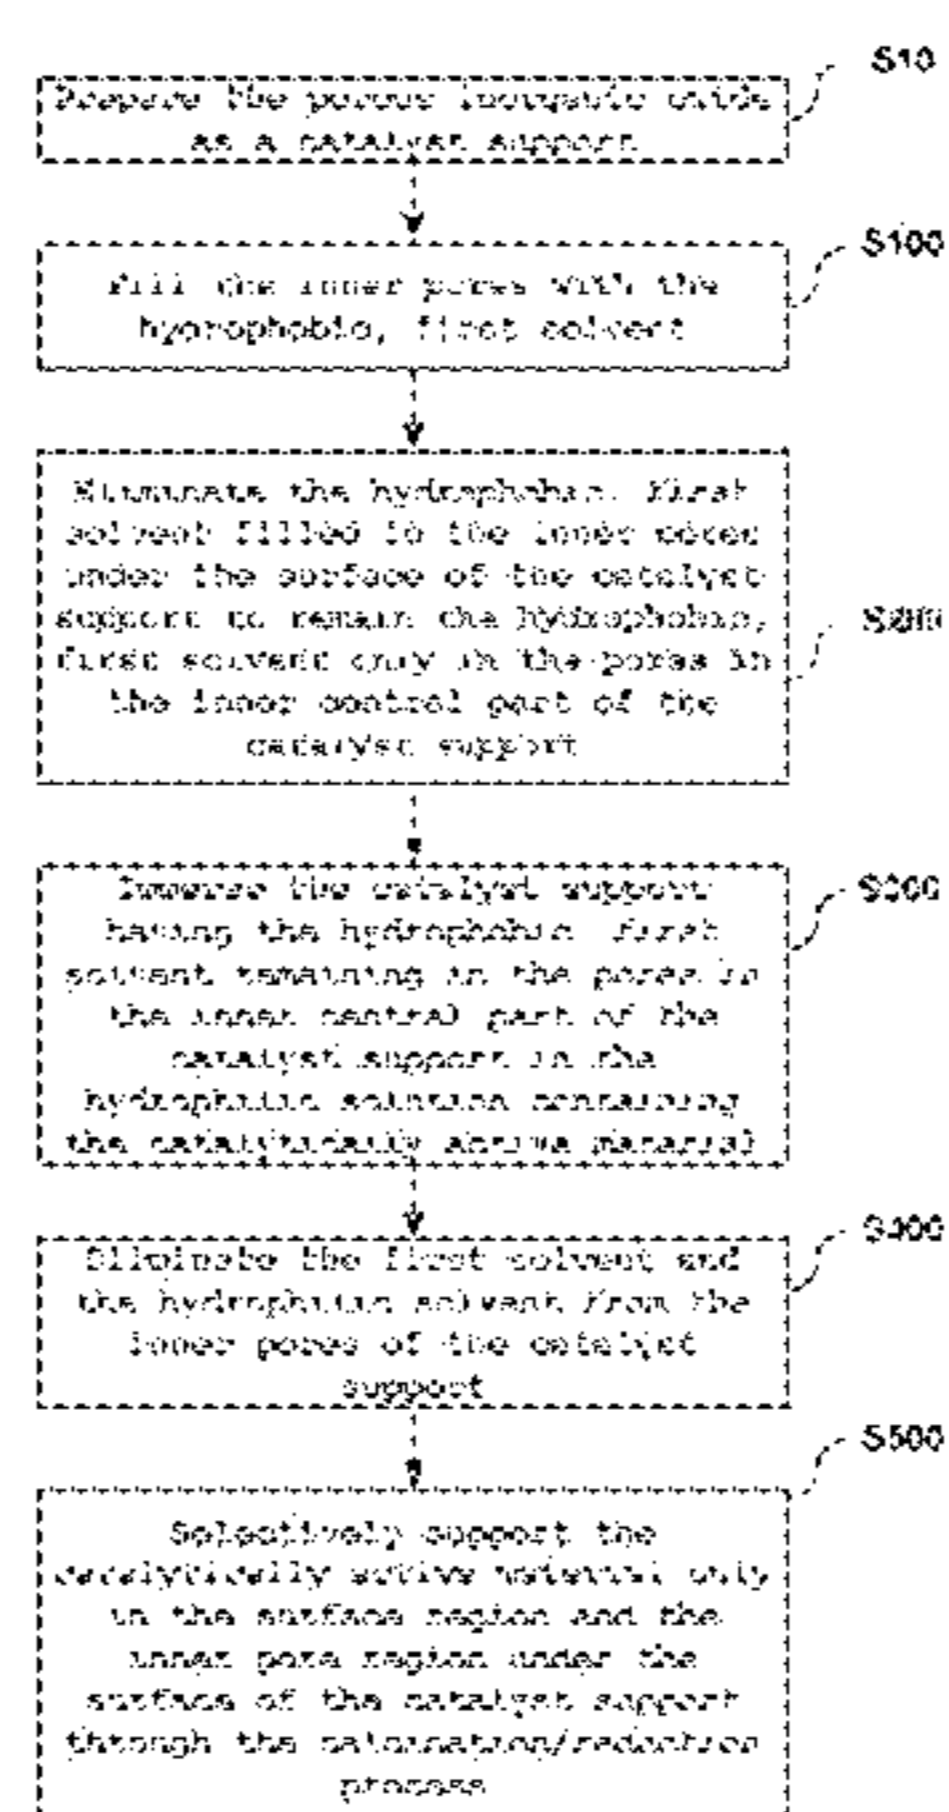 S10
Prepare the porous inorganic oxide
as a catalyst support
S100
Fill the inner pores with the
hydrophobic, first solvent
Eliminate the hydrophobic, first
solvent filled in the inner pores
under the surface of the catalyst
support to remain the hydrophobic,
first solvent only in the pores in
the inner central part of the
catalyst support
S200
Immerse the catalyst support
having the hydrophobic first
solvent remaining in the pores in
the inner central part of the
catalyst support in the
hydrophilic solution containing
the catalytically active material
S300
Eliminate the first solvent and
the hydrophilic solvent from the
inner pores of the catalyst
support
S400
S500
Selectively support the
catalytically active material only
in the surface region and the
inner pore region under the
surface of the catalyst support
through the calcination/reduction
process